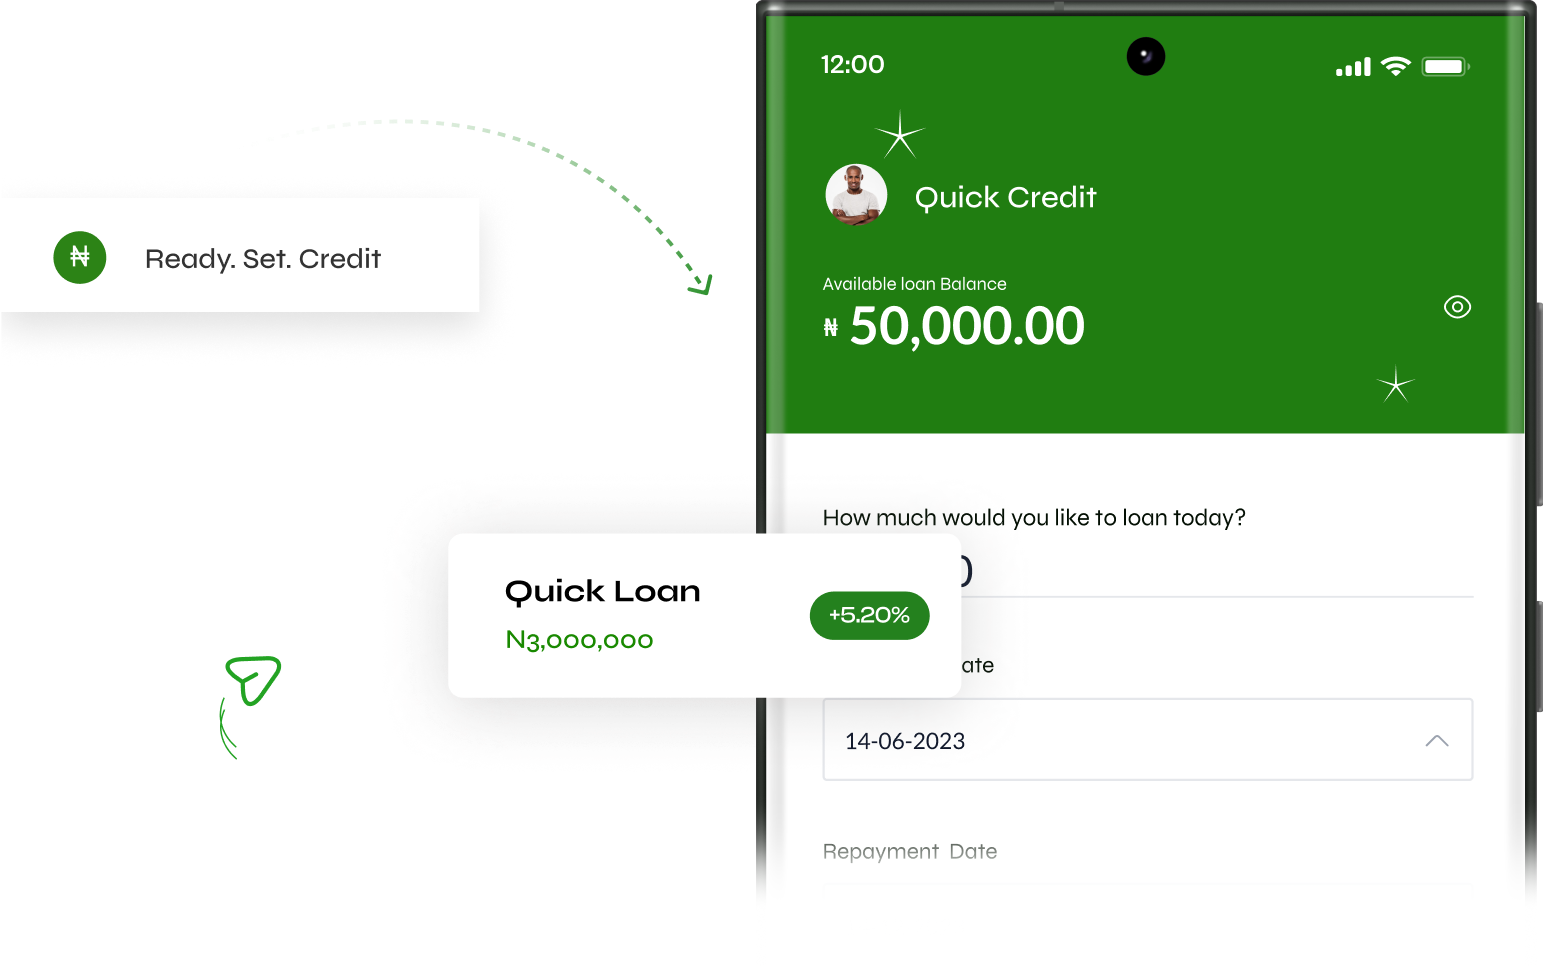 12:00
Quick Credit
₦ Ready. Set. Credit
Available loan Balance
₦ 50,000.00
How much would you like to loan today?
Quick Loan
+5.20%
N3,000,000
14-06-2023
Repayment Date